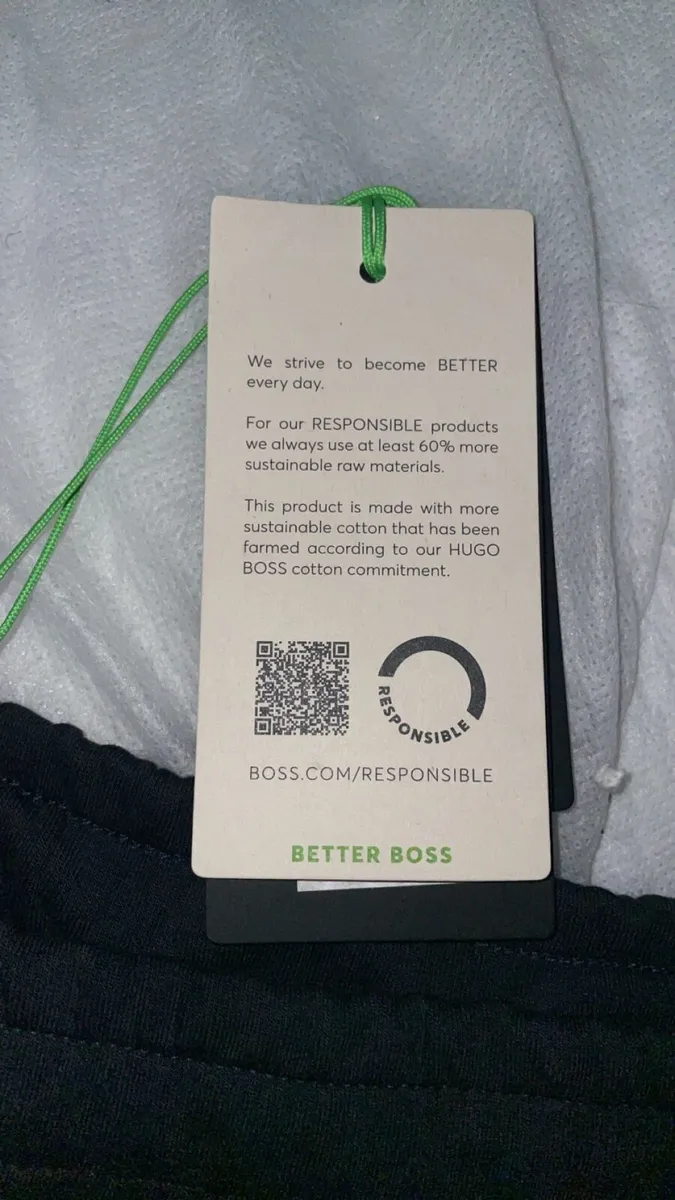 We strive to become BETTER
every day.
For our RESPONSIBLE products
we always use at least 60% more
sustainable raw materials.
This product is made with more
sustainable cotton that has been
farmed according to our HUGO
BOSS cotton commitment.
RESPONSIBLE
BOSS.COM/RESPONSIBLE
BETTER BOSS